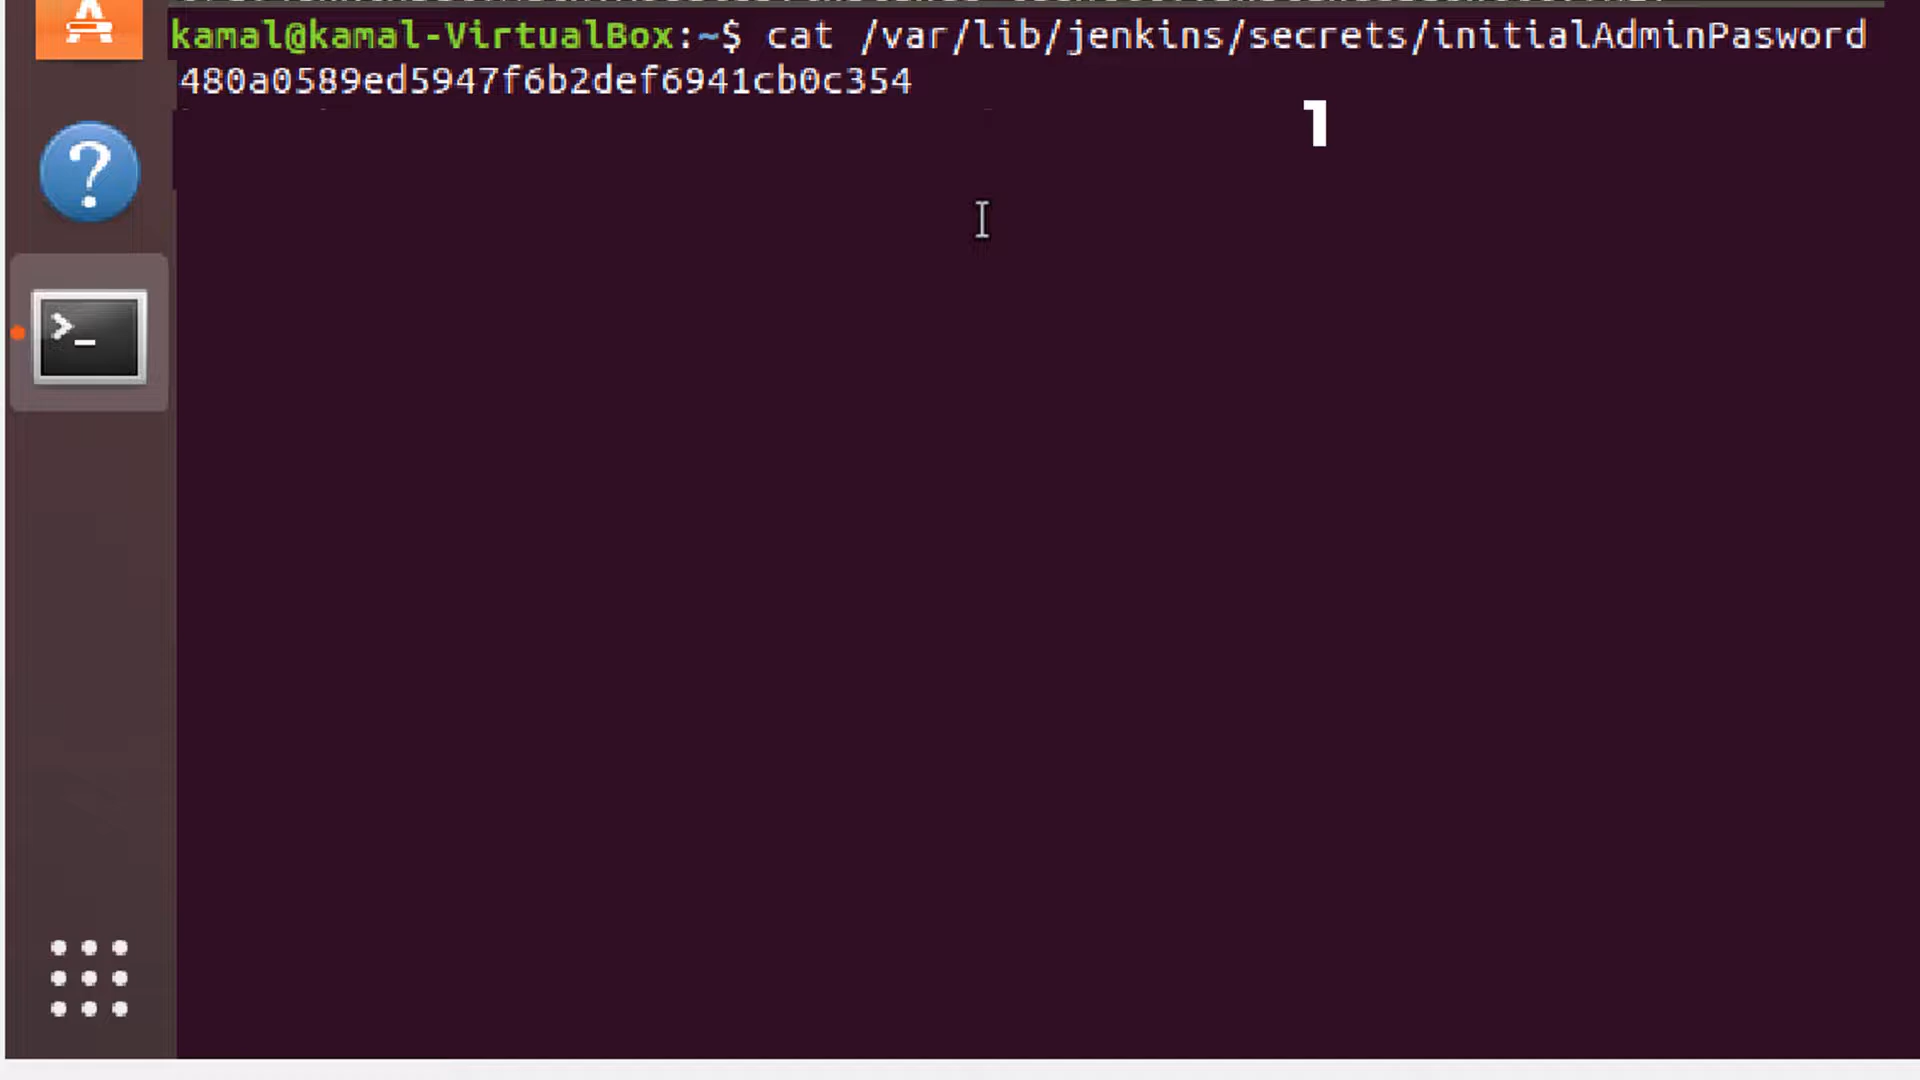 kamal@kamal-VirtualBox:~$ cat /var/lib/jenkins/secrets/initialAdminPasword
480a0589ed5947f6b2def6941cb0c354
1